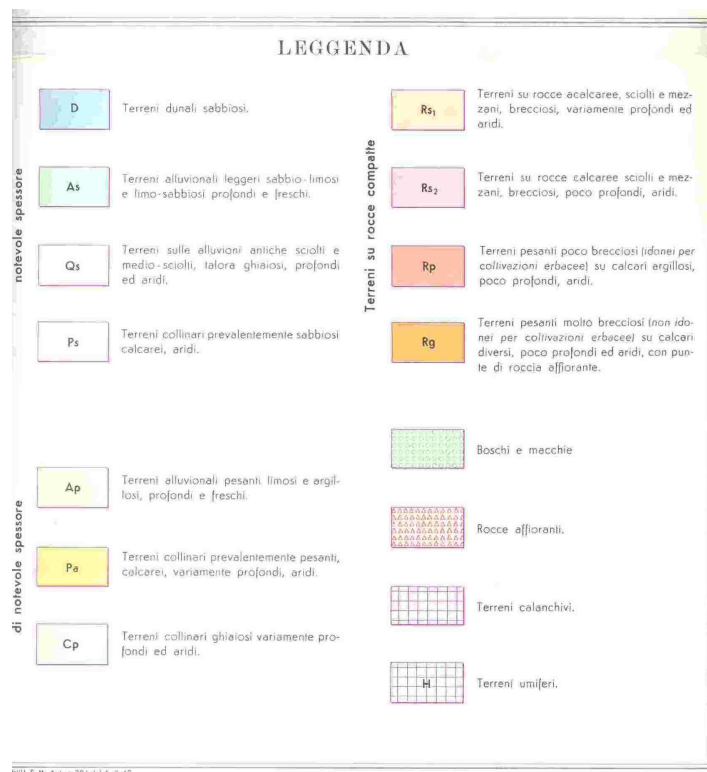 LEGGENDA
notevole spessore
D
Terreni dunali sabbiosi.
As
Terreni alluvionali leggeri sabbio-limosi
e limo-sabbiosi profondi e freschi.
Qs
Terreni sulle alluvioni antiche sciolti e
medio-sciolti, talora ghiaiosi, profondi
ed aridi.
Ps
Terreni collinari prevalentemente sabbiosi
calcarei, aridi.
di notevole spessore
Ap
Terreni alluvionali pesanti limosi e argil-
losi, profondi e freschi.
Pa
Terreni collinari prevalentemente pesanti,
calcarei, variamente profondi, aridi.
Cp
Terreni collinari ghiaiosi variamente pro-
fondi ed aridi.
Terreni su rocce compatte
Rs1
Terreni su rocce acalcaree, sciolti e mez-
zani, brecciosi, variamente profondi ed
aridi.
Rs2
Terreni su rocce calcaree sciolti e mez-
zani, brecciosi, poco profondi, aridi.
Rp
Terreni pesanti poco brecciosi (idonei per
coltivazioni erbacee) su calcari argillosi,
poco profondi, aridi.
Rg
Terreni pesanti molto brecciosi (non ido-
nei per coltivazioni erbacee) su calcari
diversi, poco profondi ed aridi, con pun-
te di roccia affiorante.
Boschi e macchie
Rocce affioranti.
Terreni calanchivi.
H
Terreni umiferi.